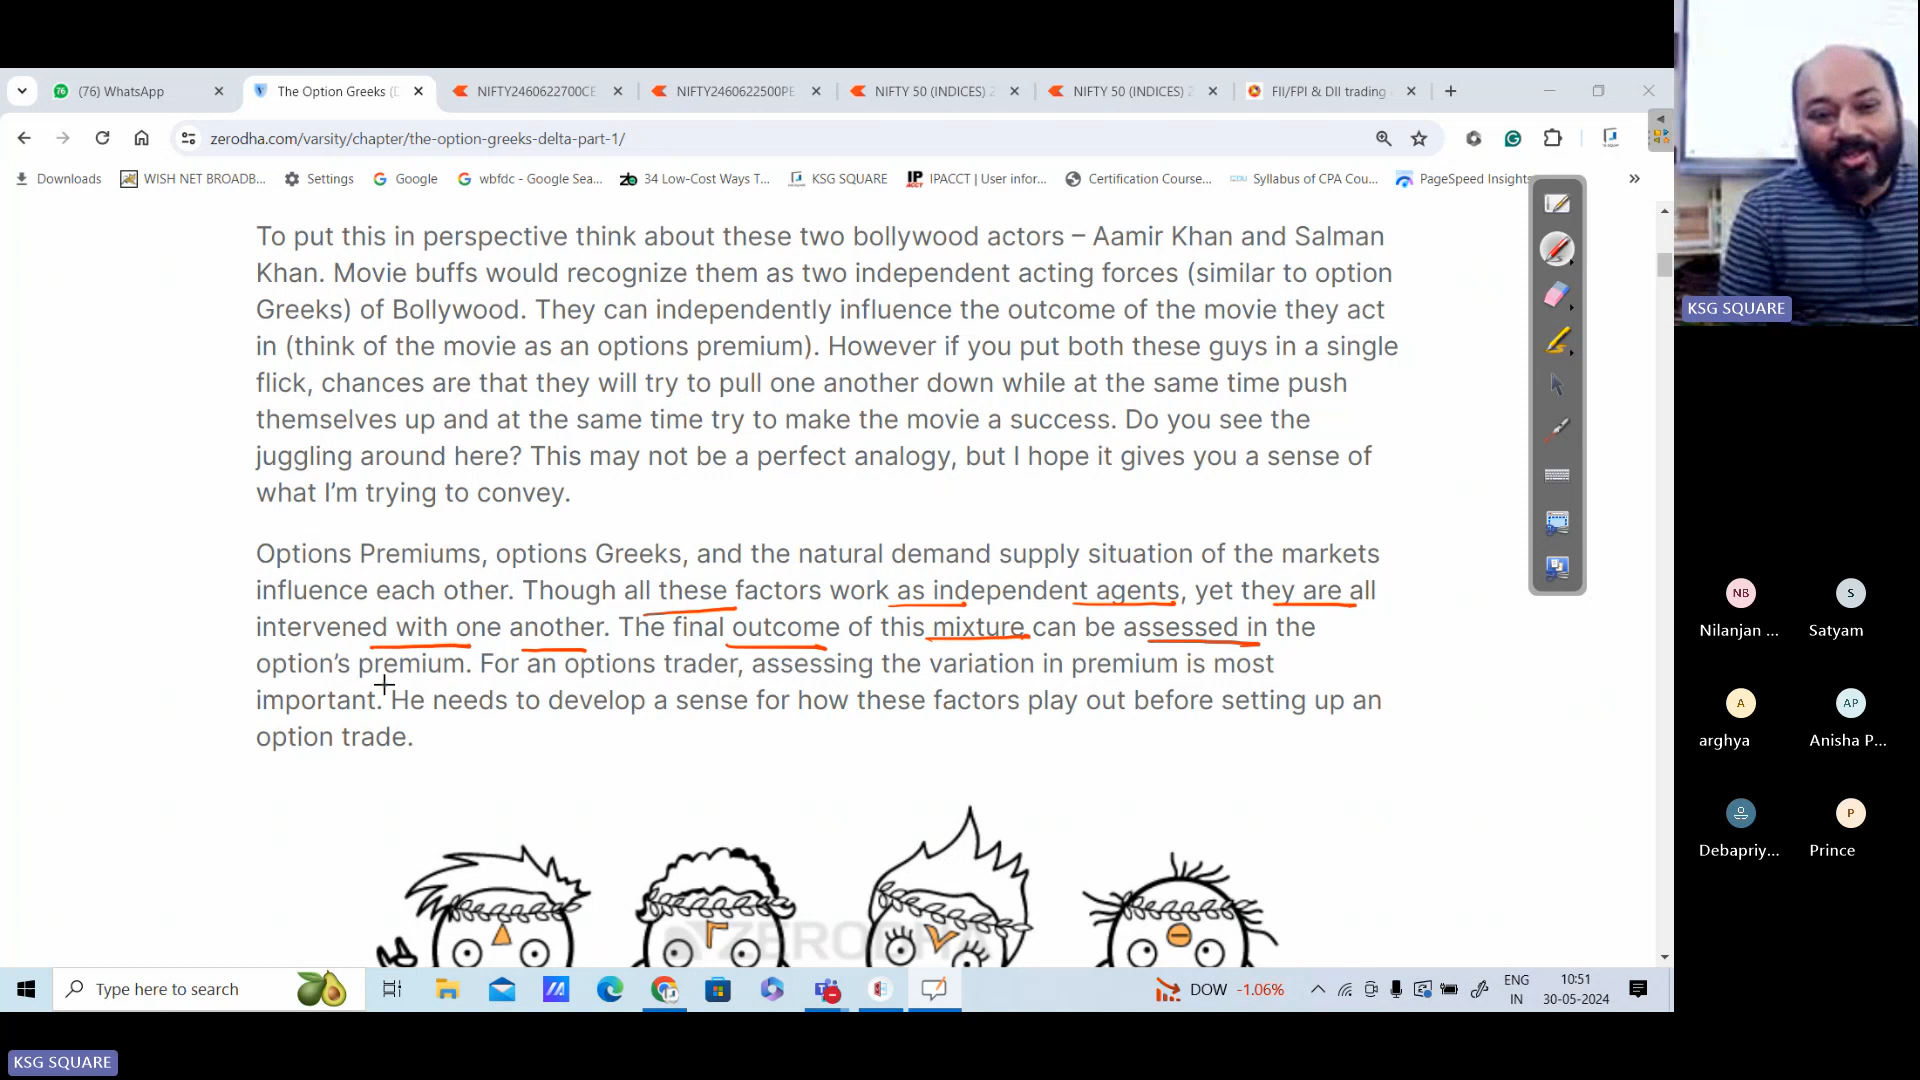 (76) WhatsApp
The Option Greeks (D
NIFTY2460622700CE
NIFTY2460622500PE
NIFTY 50 (INDICES) 2
NIFTY 50 (INDICES) 2
FII/FPI & DII trading
zerodha.com/varsity/chapter/the-option-greeks-delta-part-1/
Downloads
WISH NET BROADB...
Settings
Google
wbfdc - Google Sea...
34 Low-Cost Ways T...
KSG SQUARE
IPACCT | User infor...
Certification Course...
Syllabus of CPA Cou...
PageSpeed Insights
To put this in perspective think about these two bollywood actors – Aamir Khan and Salman
Khan. Movie buffs would recognize them as two independent acting forces (similar to option
Greeks) of Bollywood. They can independently influence the outcome of the movie they act
in (think of the movie as an options premium). However if you put both these guys in a single
flick, chances are that they will try to pull one another down while at the same time push
themselves up and at the same time try to make the movie a success. Do you see the
juggling around here? This may not be a perfect analogy, but I hope it gives you a sense of
what I'm trying to convey.
Options Premiums, options Greeks, and the natural demand supply situation of the markets
influence each other. Though all these factors work as independent agents, yet they are all
intervened with one another. The final outcome of this mixture can be assessed in the
option's premium. For an options trader, assessing the variation in premium is most
important. He needs to develop a sense for how these factors play out before setting up an
option trade.
ZERODHA
Type here to search
DOW -1.06%
ENG
IN
10:51
30-05-2024
KSG SQUARE
NB
S
Nilanjan ...
Satyam
A
AP
arghya
Anisha P...
P
Debapriy...
Prince
KSG SQUARE